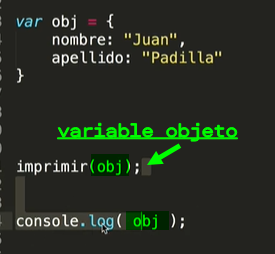 var obj = {
nombre: "Juan",
apellido: "Padilla"
}
variable objeto
imprimir(obj);
console.log( obj );